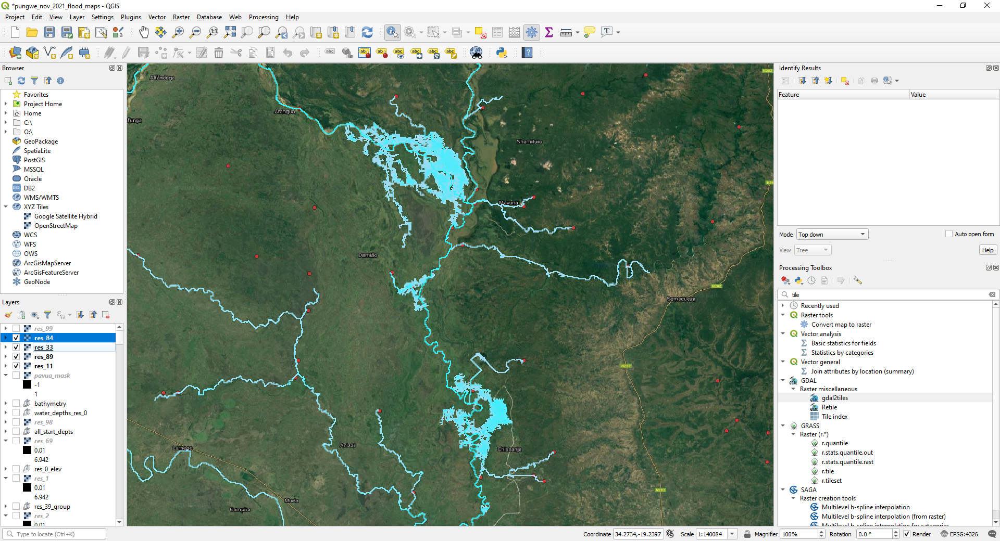 *pungwe_nov_2021_flood_maps - QGIS
Project Edit View Layer Settings Plugins Vector Raster Database Web Processing Help
Browser
Favorites
Project Home
Home
C:\
O:\
GeoPackage
SpatiaLite
PostGIS
MSSQL
Oracle
DB2
WMS/WMTS
XYZ Tiles
Google Satellite Hybrid
OpenStreetMap
WCS
WFS
OWS
ArcGisMapServer
ArcGisFeatureServer
GeoNode
Layers
res_99
res_84
res_33
res_89
res_11
pavua_mask
-1
1
bathymetry
water_depths_res_0
res_98
all_start_depts
res_69
0.01
6.942
res_0_elev
res_1
0.01
6.942
res_39_group
res_2
0.01
Type to locate (Ctrl+K)
Alfândega
Arangua
afunga
Nhamituio
Mavuna
Damião
Semacueza
N282
N282
N282
N282
Anizai
Lamego
Chissanja
Muda
Campira
N282
Identify Results
Feature Value
Mode Top down Auto open form
View Tree Help
Processing Toolbox
tile
Recently used
Raster tools
Convert map to raster
Vector analysis
Basic statistics for fields
Statistics by categories
Vector general
Join attributes by location (summary)
GDAL
Raster miscellaneous
gdal2tiles
Retile
Tile index
GRASS
Raster (r.*)
r.quantile
r.stats.quantile.out
r.stats.quantile.rast
r.tile
r.tileset
SAGA
Raster creation tools
Multilevel b-spline interpolation
Multilevel b-spline interpolation (from raster)
Multilevel b-spline interpolation for categories
Coordinate 34.2734,-19.2397 Scale 1:140084 Magnifier 100% Rotation 0.0 ° Render EPSG:4326